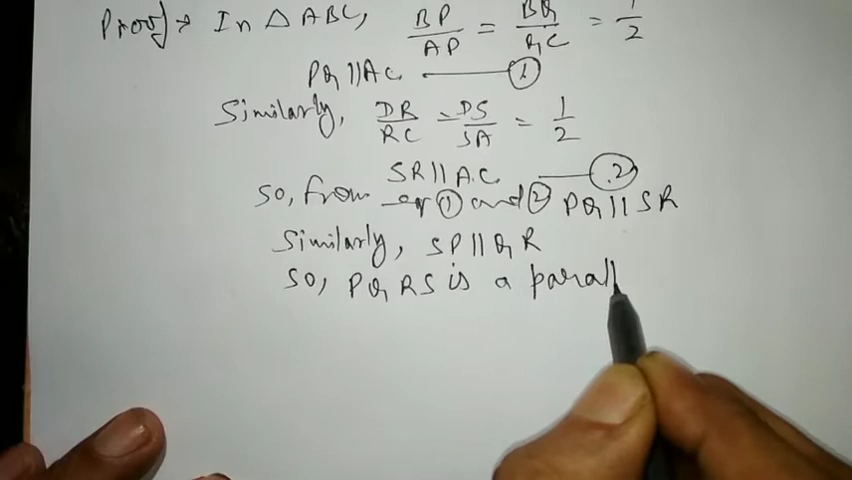 Proof → In △ABC, BP/AP = BQ/QC = 1/2
PQ || AC. —— ①
Similarly, DR/RC = DS/SA = 1/2
SR || A.C. —— ②
So, from eq ① and ② PQ || SR
Similarly, SP || QR
So, PQRS is a parall